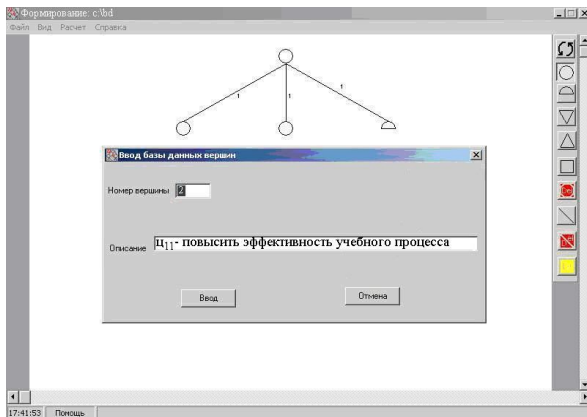 Формирование: c:\bd
Файл Вид Расчет Справка
1
1
1
Ввод базы данных вершин
Номер вершины 2
Описание ц11- повысить эффективность учебного процесса
Ввод Отмена
17:41:53 Помощь